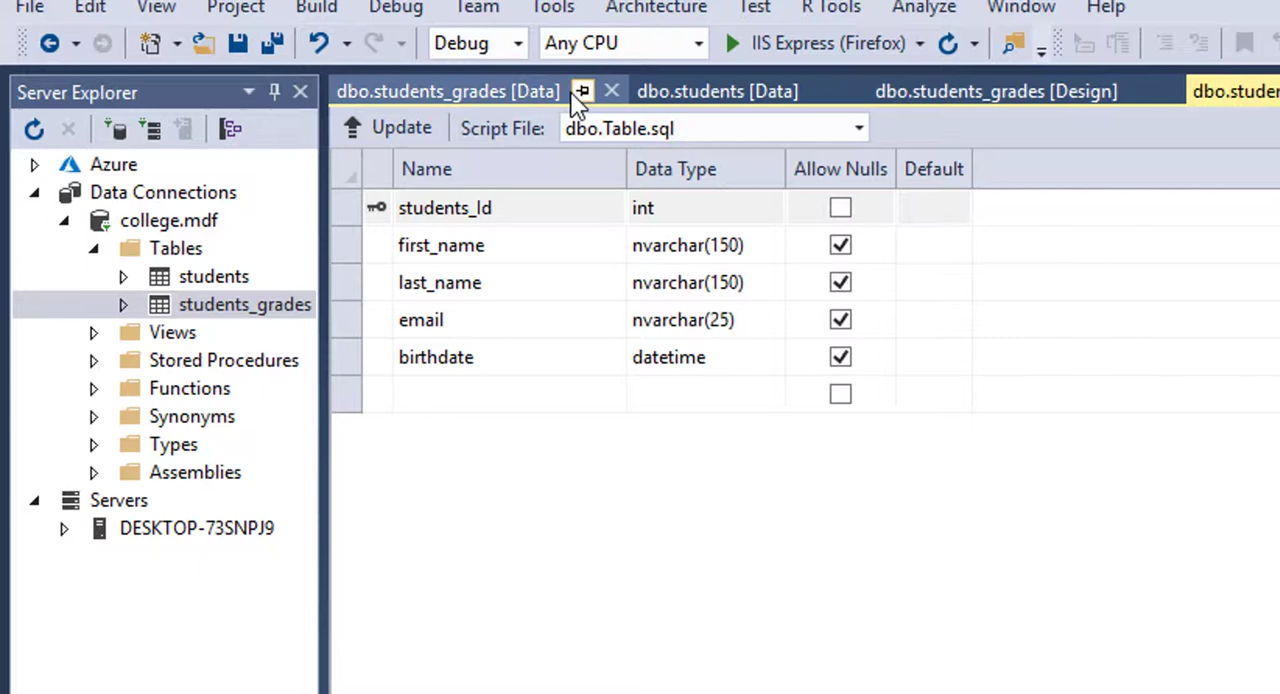 File Edit View Project Build Debug Team Tools Architecture Test R Tools Analyze Window Help
Debug Any CPU IIS Express (Firefox)
Server Explorer
dbo.students_grades [Data] dbo.students [Data] dbo.students_grades [Design]
Update Script File: dbo.Table.sql
Azure
Data Connections
college.mdf
Tables
students
students_grades
Views
Stored Procedures
Functions
Synonyms
Types
Assemblies
Servers
DESKTOP-73SNPJ9
Name Data Type Allow Nulls Default
students_Id int
first_name nvarchar(150)
last_name nvarchar(150)
email nvarchar(25)
birthdate datetime